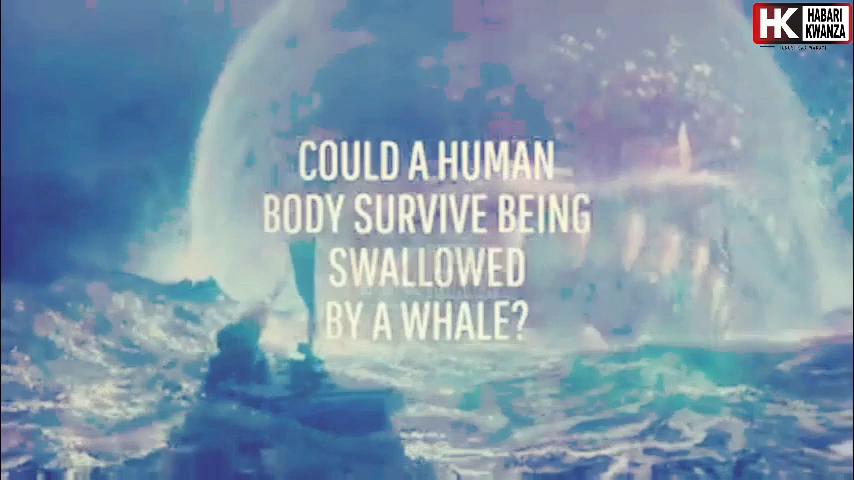 HK HABARI
KWANZA
COULD A HUMAN
BODY SURVIVE BEING
SWALLOWED
BY A WHALE?